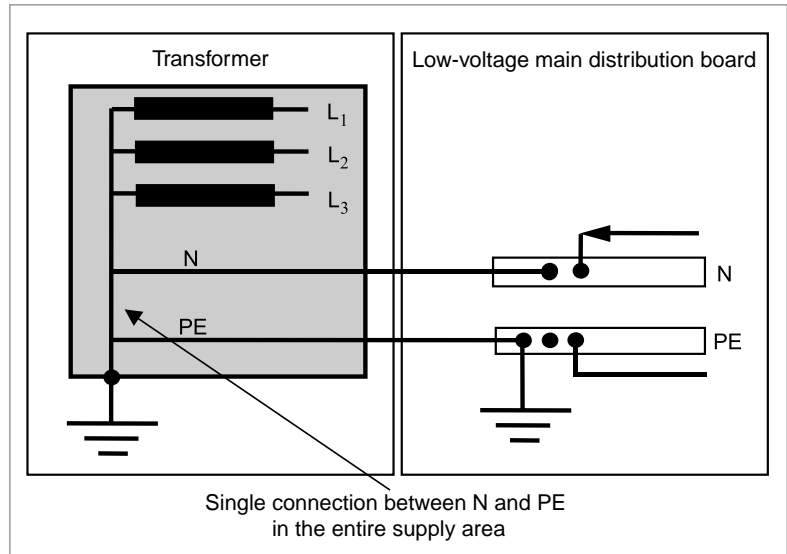 Transformer
Low-voltage main distribution board
L1
L2
L3
N
N
PE
PE
Single connection between N and PE
in the entire supply area